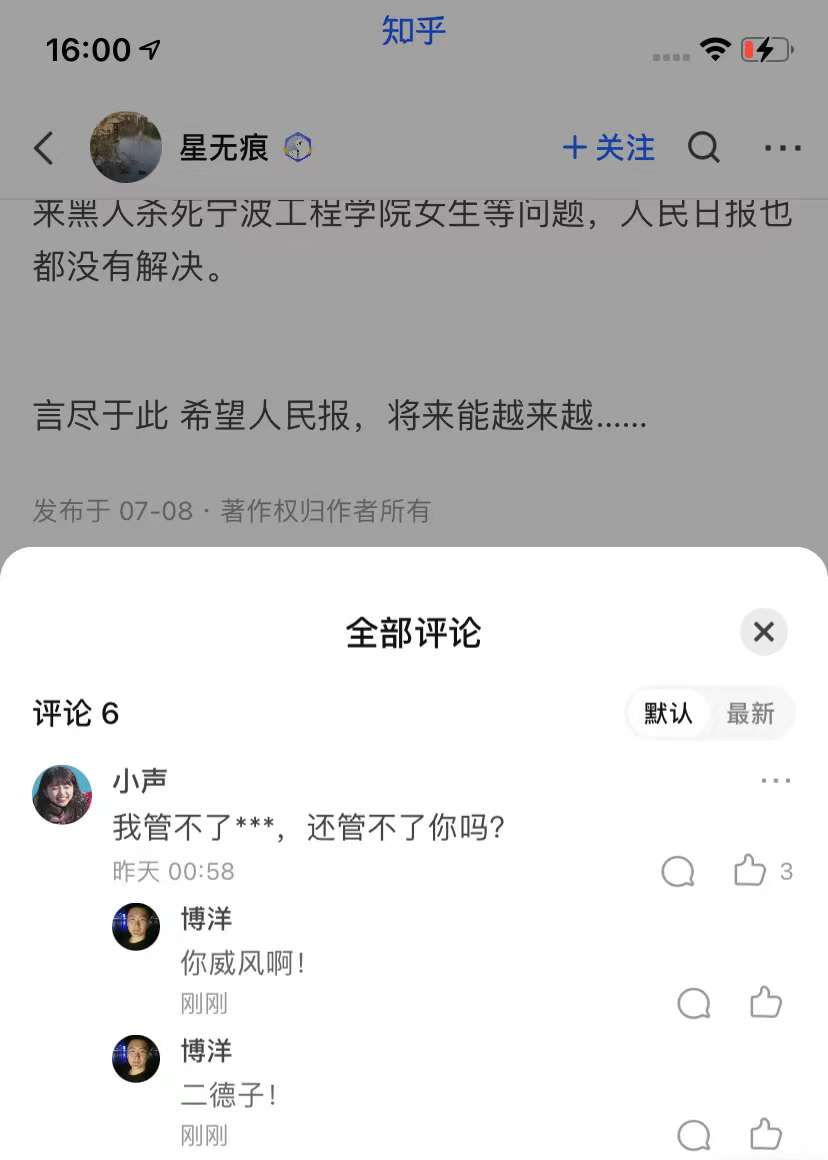 16:00
知乎
星无痕
+ 关注
来黑人杀死宁波工程学院女生等问题，人民日报也
都没有解决。
言尽于此 希望人民报，将来能越来越......
发布于 07-08 · 著作权归作者所有
全部评论
评论 6
默认 最新
小声
我管不了***，还管不了你吗?
昨天 00:58
3
博洋
你威风啊！
刚刚
博洋
二德子！
刚刚